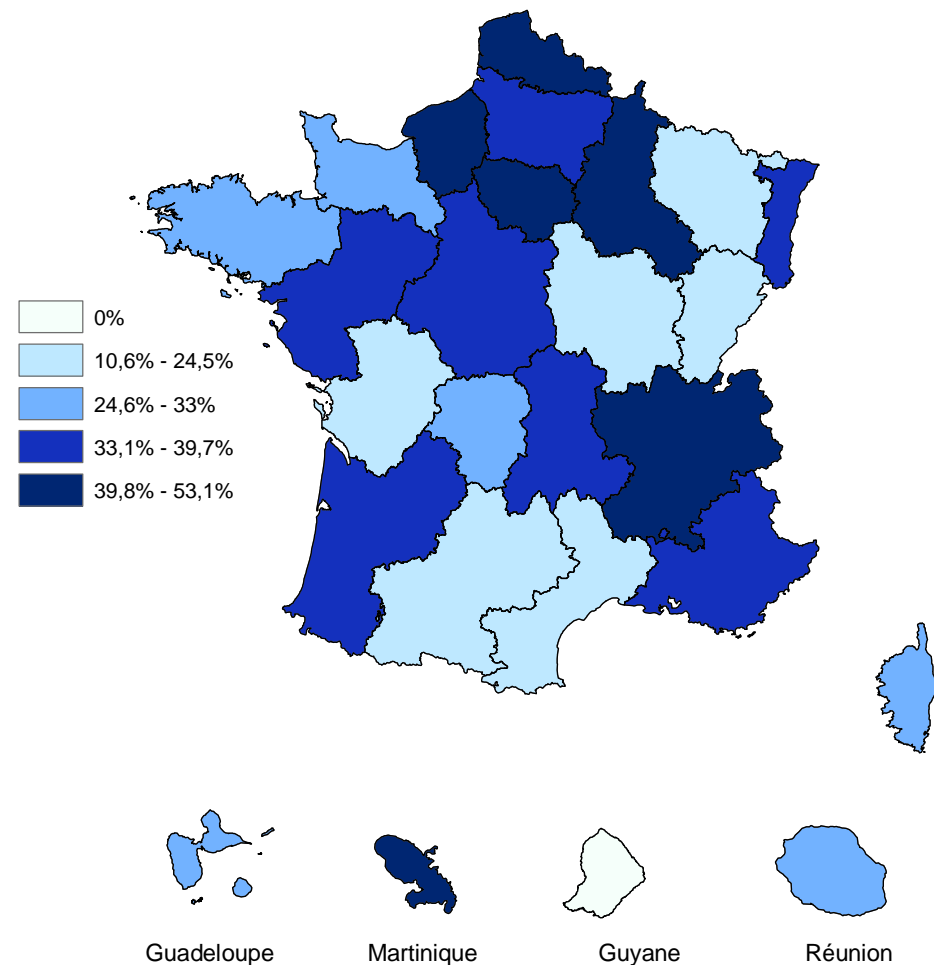 0%
10,6% - 24,5%
24,6% - 33%
33,1% - 39,7%
39,8% - 53,1%
Guadeloupe Martinique Guyane Réunion